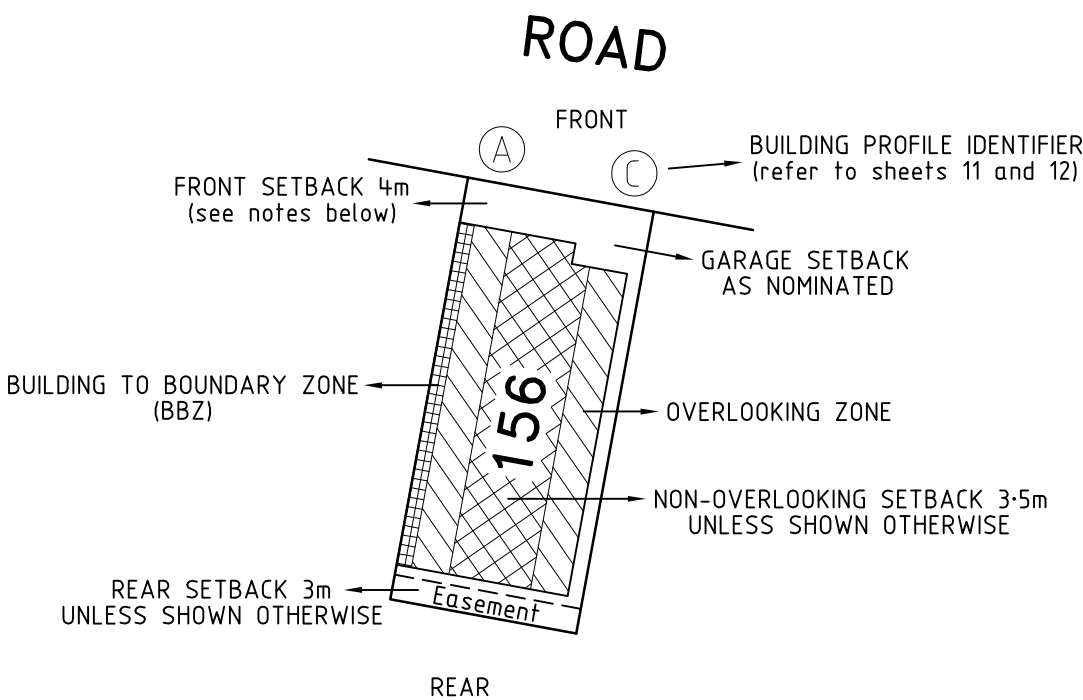 ROAD
FRONT
A
C
BUILDING PROFILE IDENTIFIER
(refer to sheets 11 and 12)
FRONT SETBACK 4m
(see notes below)
GARAGE SETBACK
AS NOMINATED
BUILDING TO BOUNDARY ZONE
(BBZ)
156
OVERLOOKING ZONE
NON-OVERLOOKING SETBACK 3·5m
UNLESS SHOWN OTHERWISE
REAR SETBACK 3m
UNLESS SHOWN OTHERWISE
Easement
REAR